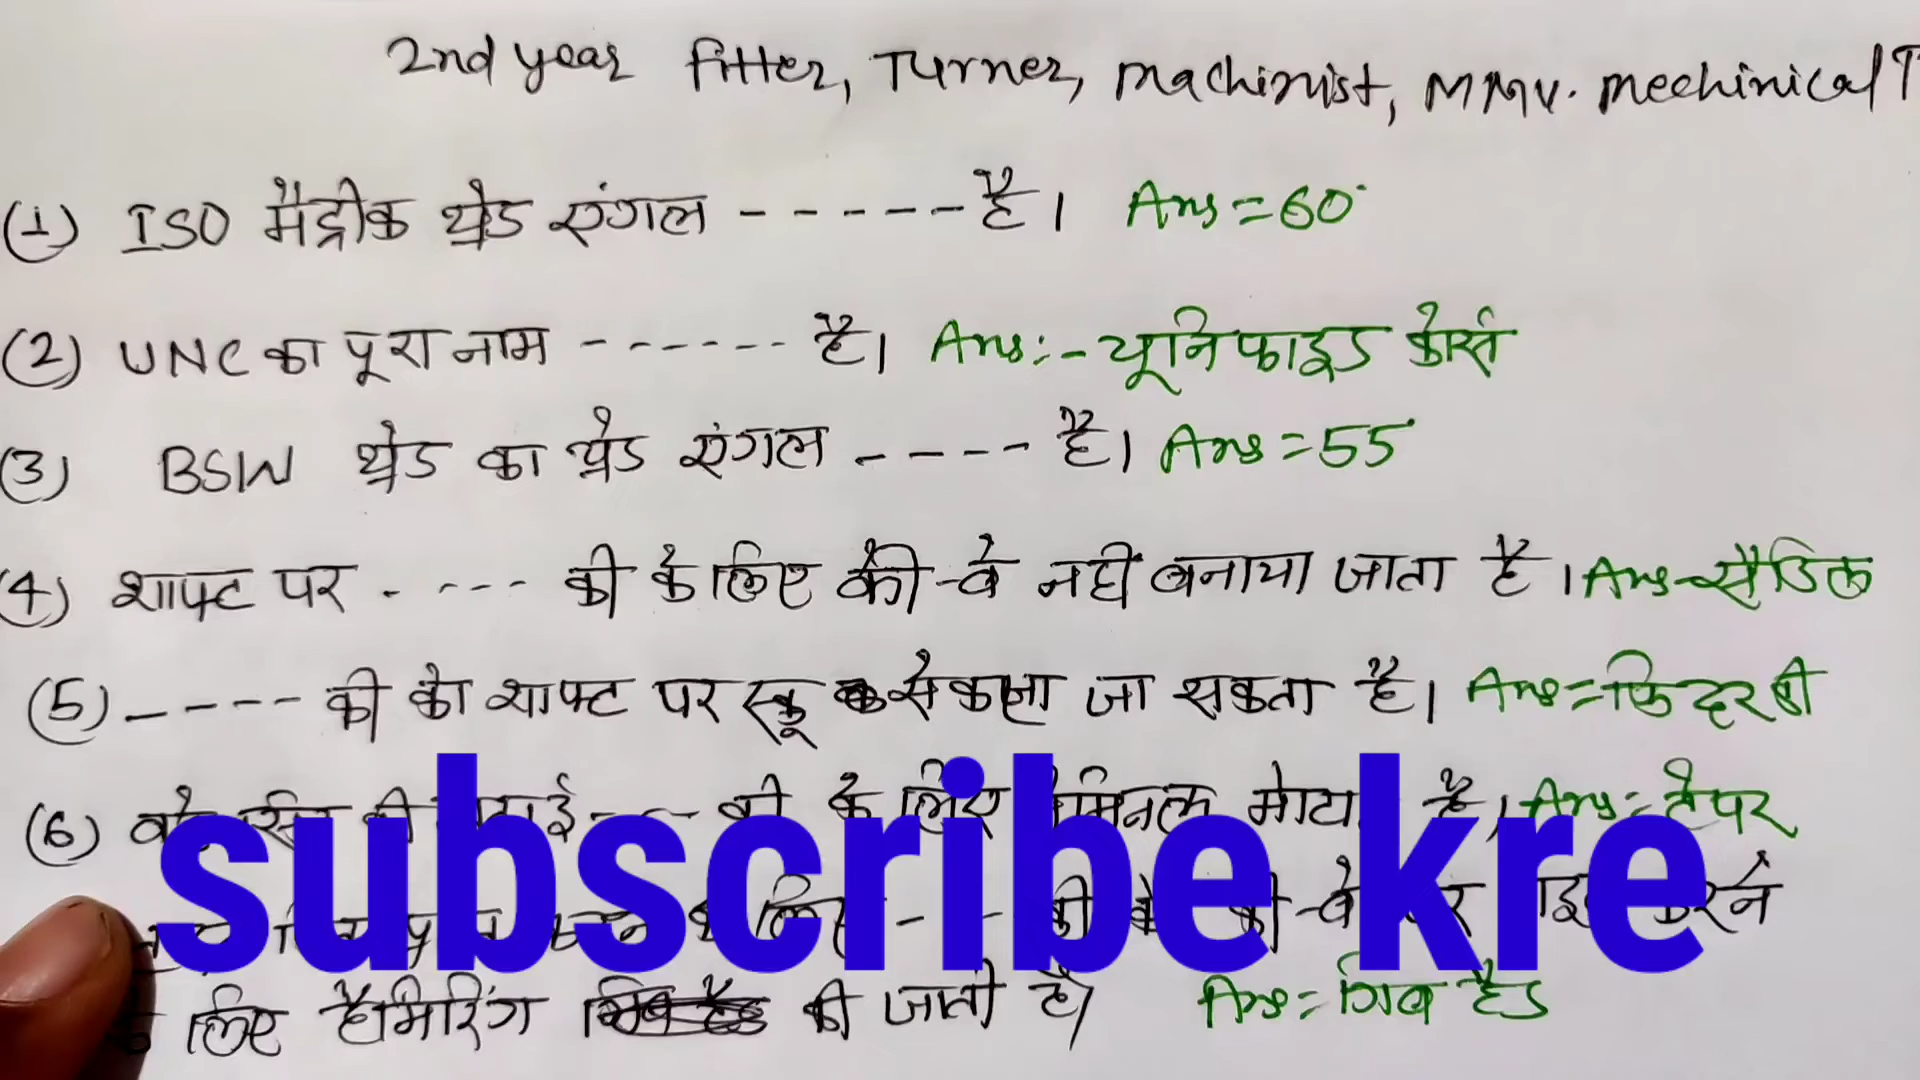 2nd year fitter, Turner, machinist, MMV. mechinical T
(1) ISO मैट्रीक थ्रेड एंगल ------ है। Ans = 60°
(2) UNC का पूरा नाम ------ है। Ans:- यूनिफाइड कोर्स
(3) BSW थ्रेड का थ्रेड एंगल ---- है। Ans = 55
(4) शाफ्ट पर ----- की के लिए की-वे नहीं बनाया जाता है। Ans - सैडिल
(5) ---- की को शाफ्ट पर स्क्रू से कसा जा सकता है। Ans = फिदर की
(6) की के लिए मोटा है। Ans = टेपर
subscribe kre
लिए की-वे करने
लिए हैमरिंग की जाती है। Ans = गिब हैड